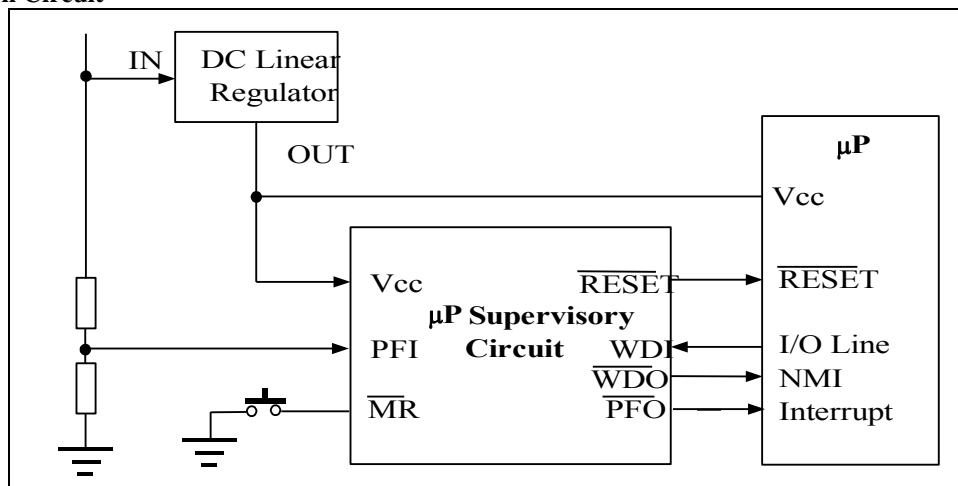 n Circuit
IN
DC Linear
Regulator
OUT
μP
Vcc
Vcc
RESET
RESET
μP Supervisory
Circuit
PFI
WDI
I/O Line
WDO
NMI
MR
PFO
Interrupt